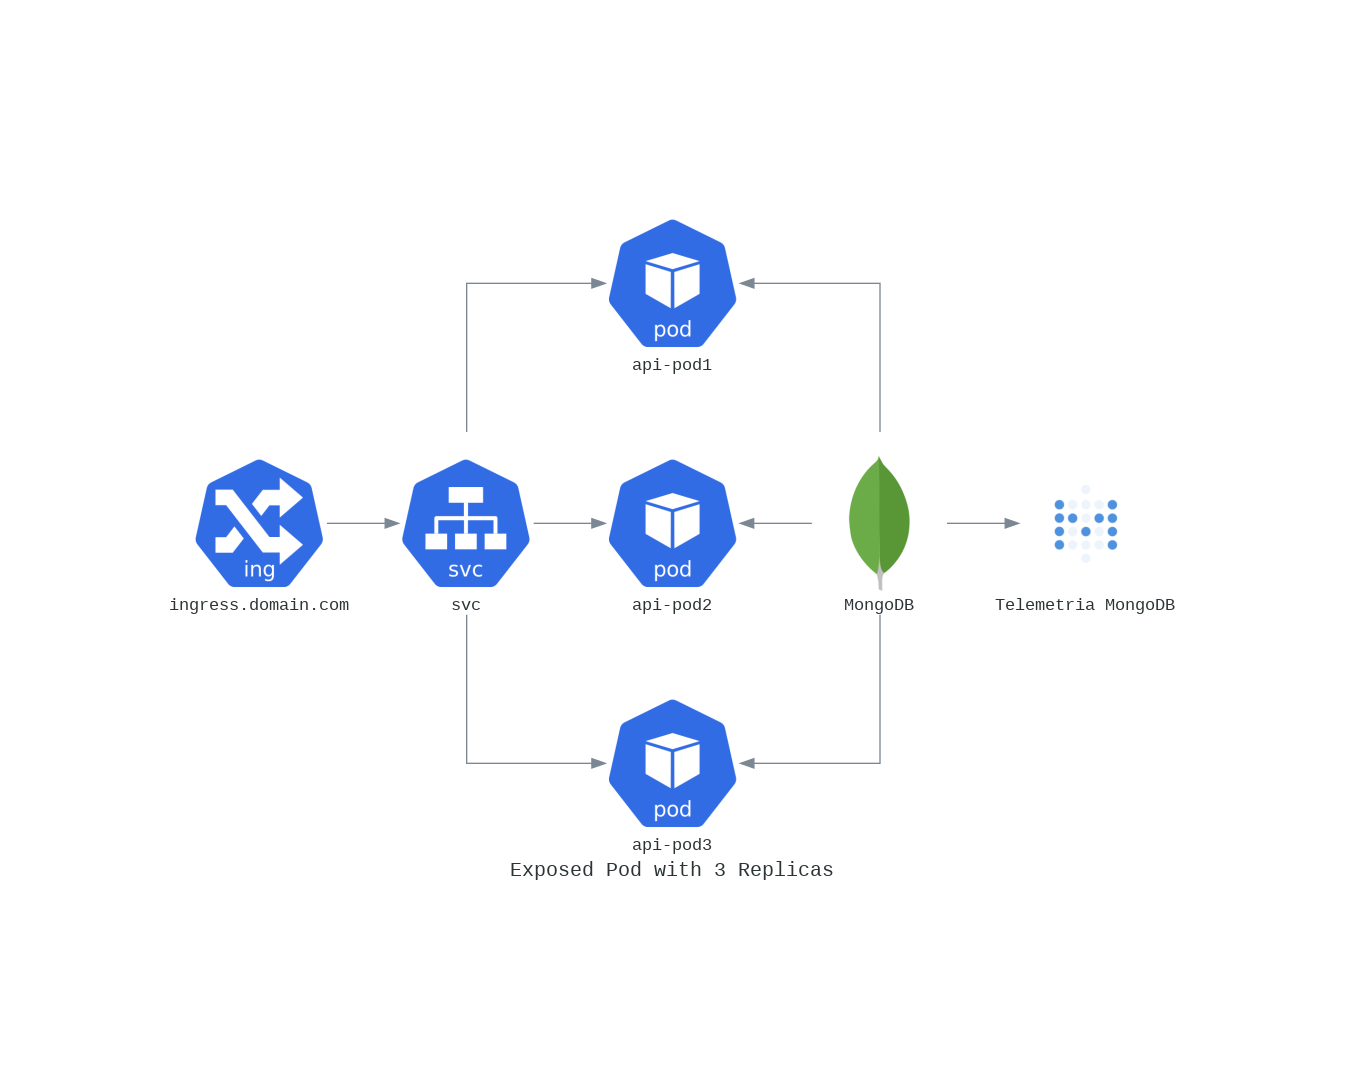 pod
api-pod1
ing
ingress.domain.com
svc
svc
pod
api-pod2
MongoDB
Telemetria MongoDB
pod
api-pod3
Exposed Pod with 3 Replicas